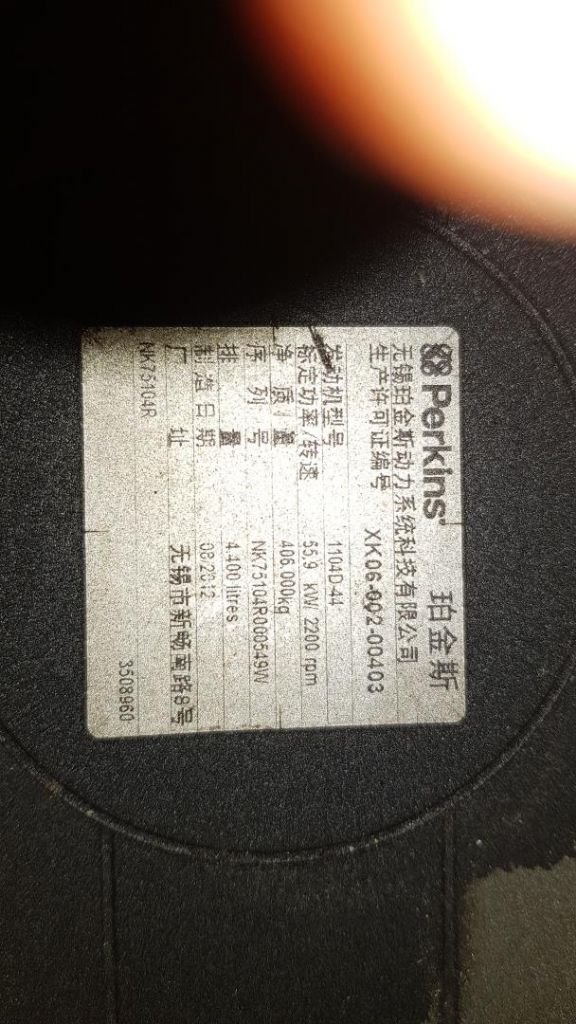 Perkins 珀金斯
无锡珀金斯动力系统科技有限公司
生产许可证编号 XK06-002-00403
发动机型号 1104D-44
标定功率/转速 55.9 kW/ 2200 rpm
净质量 406.000kg
序列号 NK75104R000549W
排量 4.400 litres
制造日期 08.2012
厂址 无锡市新畅南路8号
NK75104R 3508960